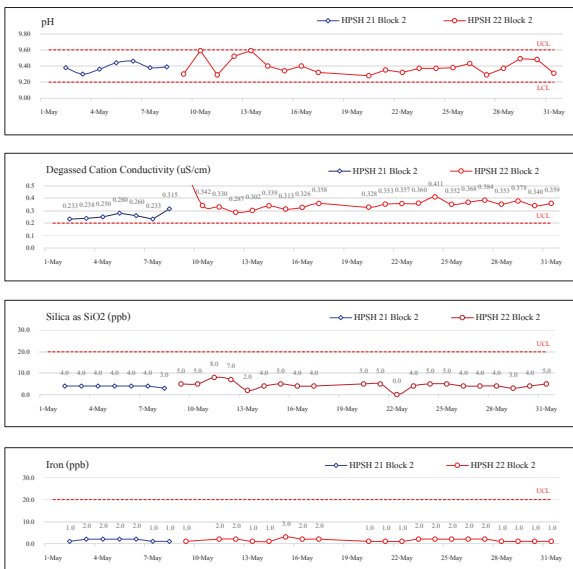 pH
HPSH 21 Block 2 HPSH 22 Block 2
9.80
9.60
9.40
9.20
9.00
UCL
LCL
1-May 4-May 7-May 10-May 13-May 16-May 19-May 22-May 25-May 28-May 31-May
Degassed Cation Conductivity (uS/cm)
HPSH 21 Block 2 HPSH 22 Block 2
0.5
0.4
0.3
0.2
0.1
0.0
0.233 0.238 0.250 0.280 0.260 0.233 0.315 0.342 0.330 0.287 0.302 0.339 0.313 0.326 0.358 0.328 0.353 0.357 0.360 0.411 0.352 0.368 0.384 0.353 0.378 0.340 0.359
UCL
1-May 4-May 7-May 10-May 13-May 16-May 19-May 22-May 25-May 28-May 31-May
Silica as SiO2 (ppb)
HPSH 21 Block 2 HPSH 22 Block 2
30.0
20.0
10.0
0.0
UCL
4.0 4.0 4.0 4.0 4.0 4.0 3.0 5.0 5.0 8.0 7.0 2.0 4.0 5.0 4.0 4.0 5.0 5.0 0.0 4.0 5.0 5.0 4.0 4.0 4.0 3.0 4.0 5.0
1-May 4-May 7-May 10-May 13-May 16-May 19-May 22-May 25-May 28-May 31-May
Iron (ppb)
HPSH 21 Block 2 HPSH 22 Block 2
30.0
20.0
10.0
0.0
UCL
1.0 2.0 2.0 2.0 2.0 1.0 1.0 1.0 2.0 2.0 1.0 1.0 3.0 2.0 2.0 1.0 1.0 1.0 2.0 2.0 2.0 2.0 2.0 1.0 1.0 1.0 1.0
1-May 4-May 7-May 10-May 13-May 16-May 19-May 22-May 25-May 28-May 31-May